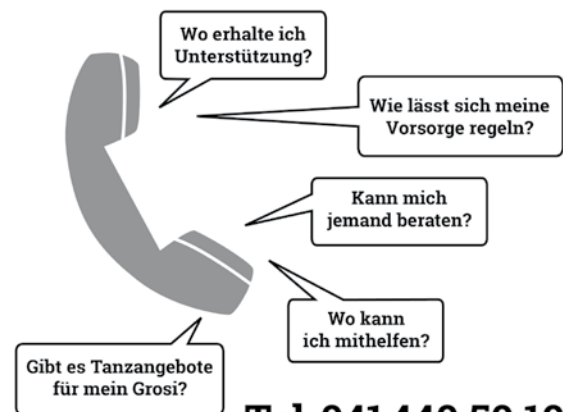 Wo erhalte ich
Unterstützung?
Wie lässt sich meine
Vorsorge regeln?
Kann mich
jemand beraten?
Wo kann
ich mithelfen?
Gibt es Tanzangebote
für mein Grosi?